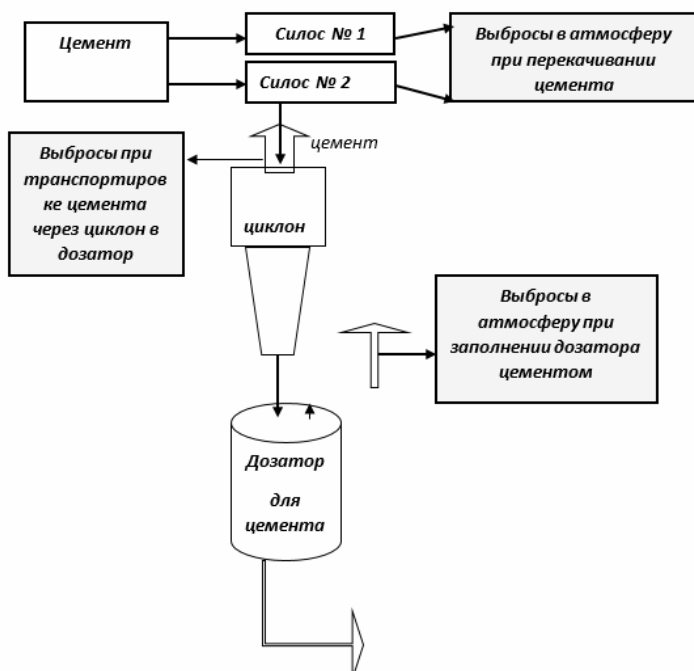 Цемент
Силос № 1
Силос № 2
Выбросы в атмосферу
при перекачивании
цемента
цемент
Выбросы при
транспортиров
ке цемента
через циклон в
дозатор
циклон
Выбросы в
атмосферу при
заполнении дозатора
цементом
Дозатор
для
цемента